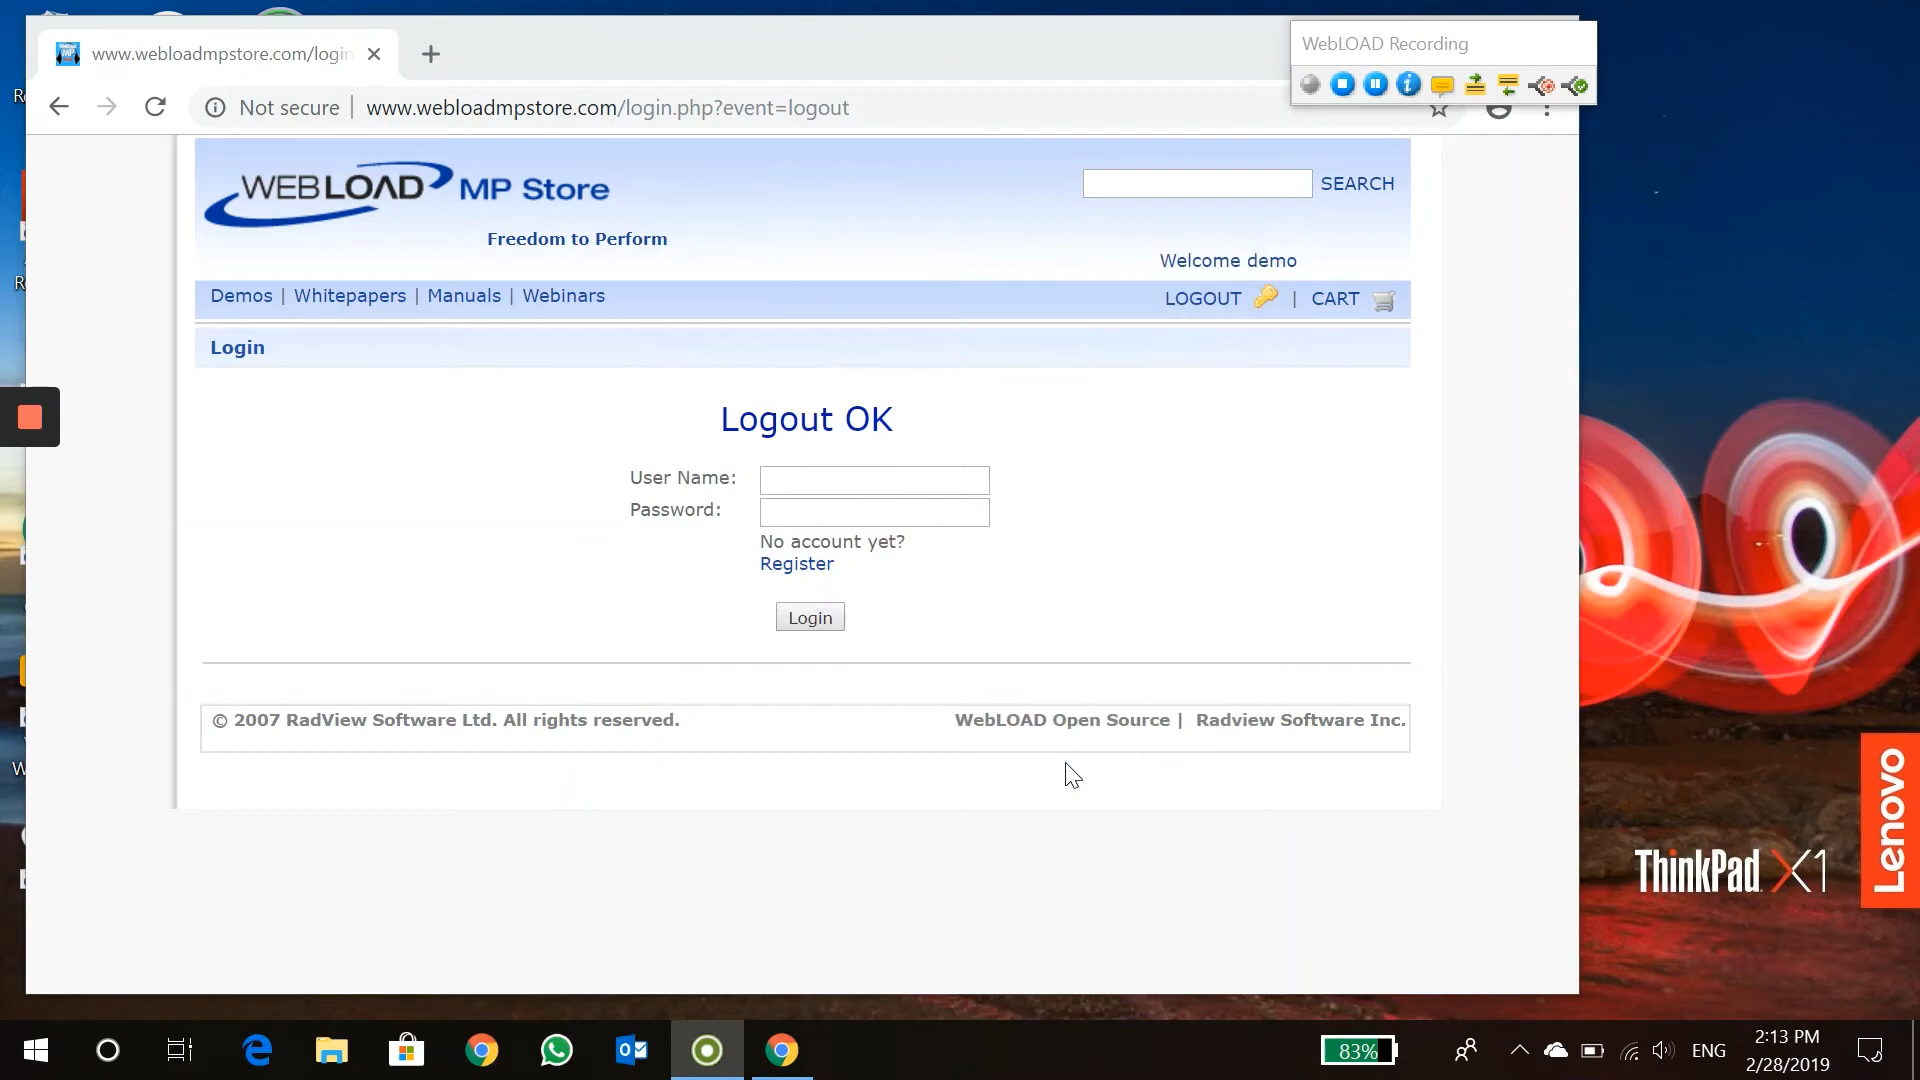 www.webloadmpstore.com/login
WebLOAD Recording
Not secure
www.webloadmpstore.com/login.php?event=logout
WEBLOAD MP Store
SEARCH
Freedom to Perform
Welcome demo
Demos | Whitepapers | Manuals | Webinars
LOGOUT | CART
Login
Logout OK
User Name:
Password:
No account yet?
Register
Login
© 2007 RadView Software Ltd. All rights reserved.
WebLOAD Open Source | Radview Software Inc.
ThinkPad X1
Lenovo
83%
ENG
2:13 PM
2/28/2019